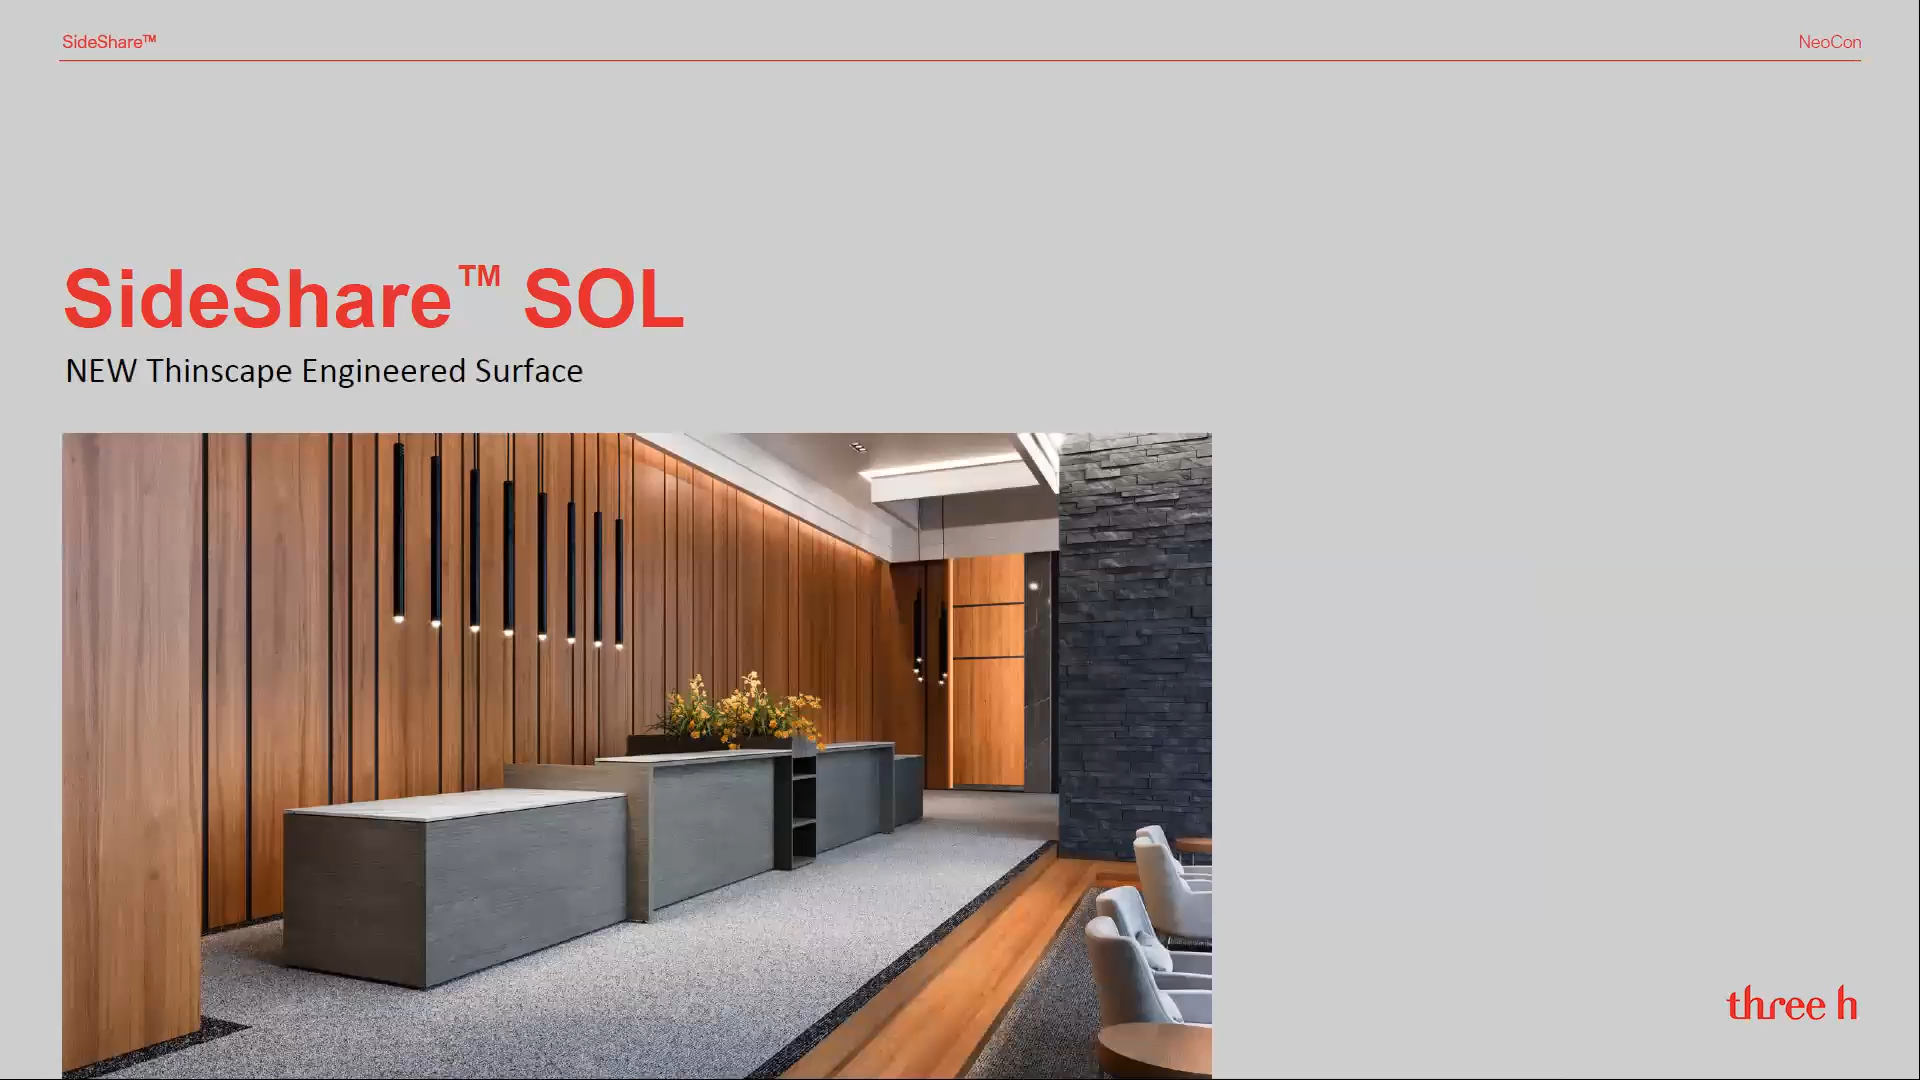 SideShare™
NeoCon
SideShare™ SOL
NEW Thinscape Engineered Surface
three h